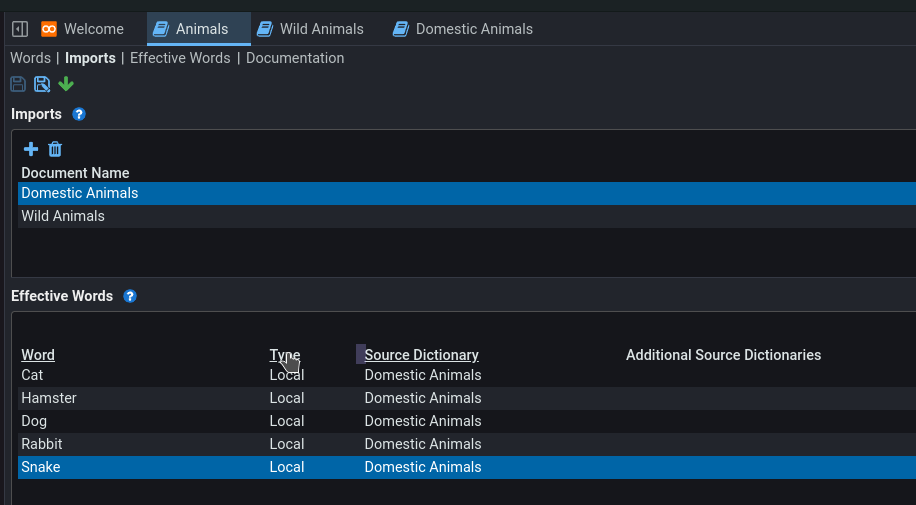 Welcome Animals Wild Animals Domestic Animals
Words | Imports | Effective Words | Documentation
Imports ?
Document Name
Domestic Animals
Wild Animals
Effective Words ?
Word Type Source Dictionary Additional Source Dictionaries
Cat Local Domestic Animals
Hamster Local Domestic Animals
Dog Local Domestic Animals
Rabbit Local Domestic Animals
Snake Local Domestic Animals